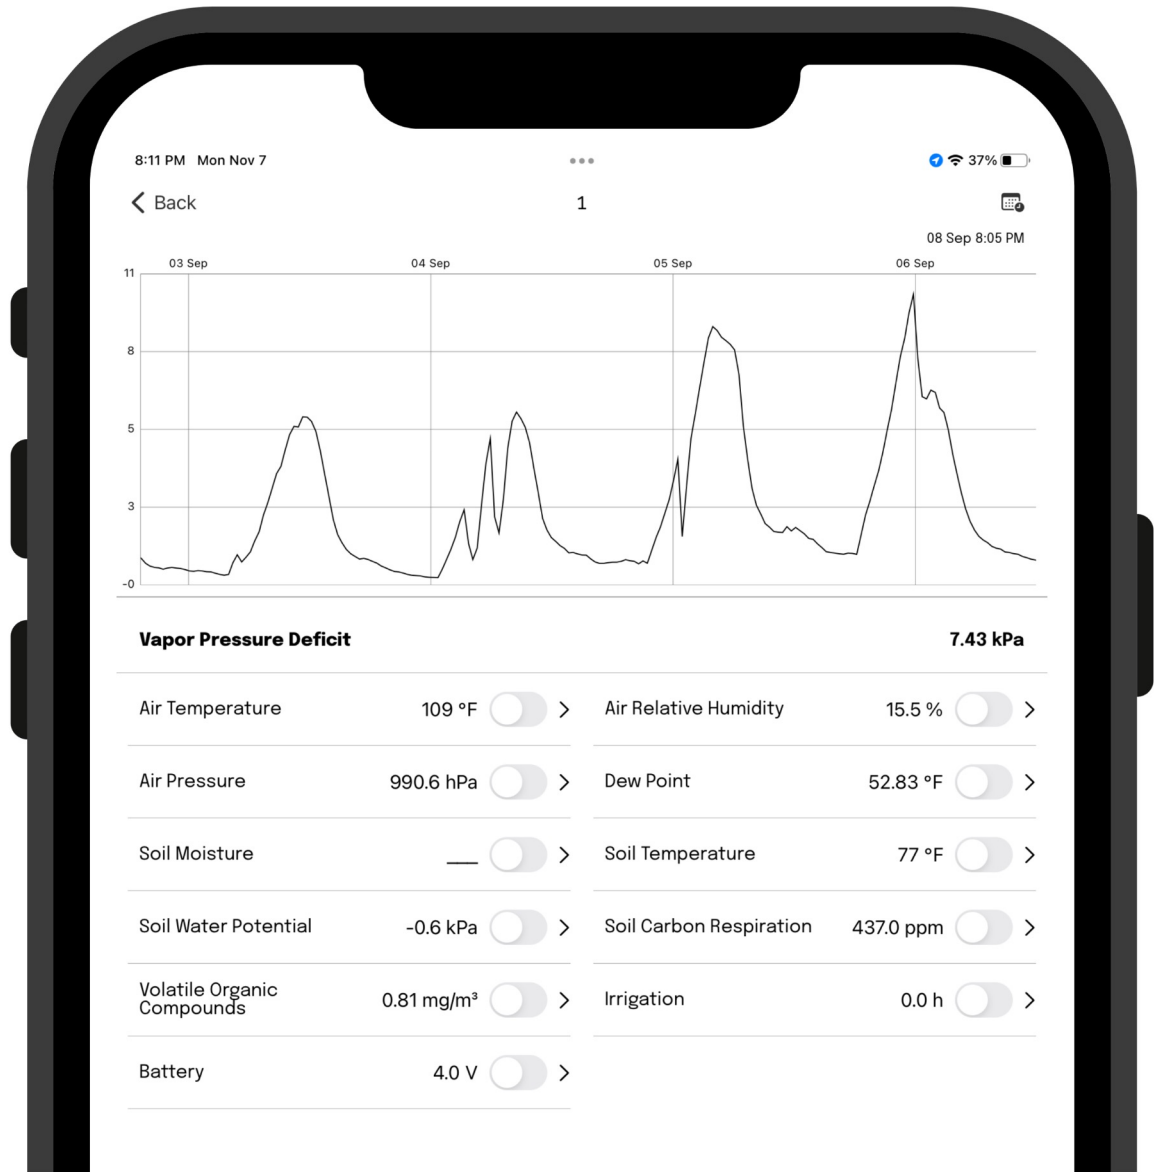 8:11 PM Mon Nov 7
37%
Back
1
08 Sep 8:05 PM
03 Sep 04 Sep 05 Sep 06 Sep
11
8
5
3
-0
Vapor Pressure Deficit 7.43 kPa
Air Temperature 109 °F
Air Relative Humidity 15.5 %
Air Pressure 990.6 hPa
Dew Point 52.83 °F
Soil Moisture ___
Soil Temperature 77 °F
Soil Water Potential -0.6 kPa
Soil Carbon Respiration 437.0 ppm
Volatile Organic
Compounds 0.81 mg/m³
Irrigation 0.0 h
Battery 4.0 V